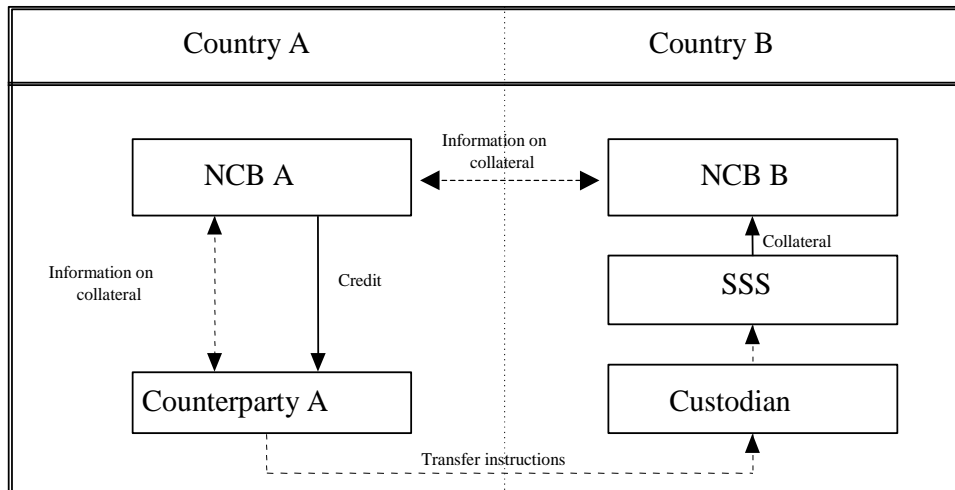 Country A
Country B
Information on
collateral
NCB A
NCB B
Collateral
Information on
collateral
Credit
SSS
Counterparty A
Custodian
Transfer instructions